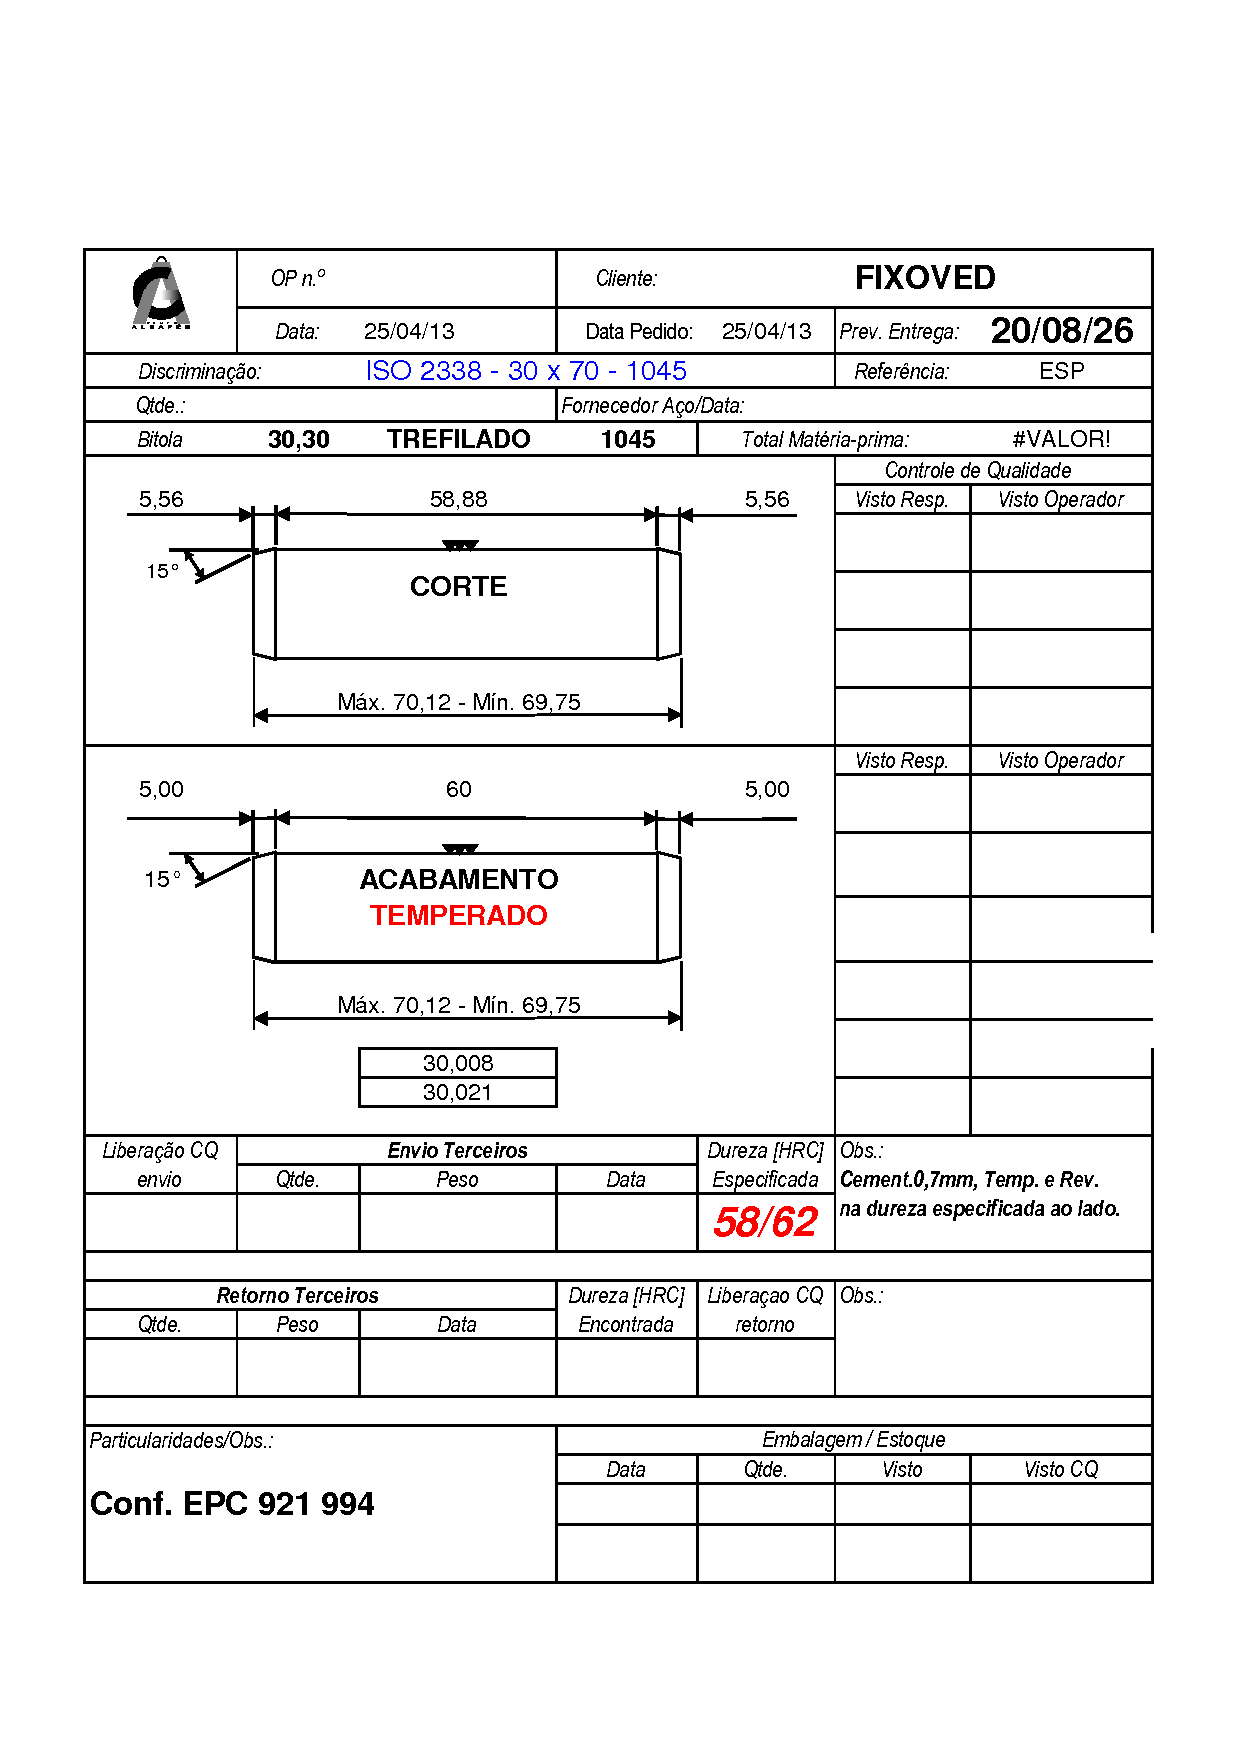 ALBAFER
OP n.º Cliente: FIXOVED
Data: 25/04/13 Data Pedido: 25/04/13 Prev. Entrega: 20/08/26
Discriminação: ISO 2338 - 30 x 70 - 1045 Referência: ESP
Qtde.: Fornecedor Aço/Data:
Bitola 30,30 TREFILADO 1045 Total Matéria-prima: #VALOR!
Controle de Qualidade
5,56 58,88 5,56 Visto Resp. Visto Operador
15°
CORTE
Máx. 70,12 - Mín. 69,75
Visto Resp. Visto Operador
5,00 60 5,00
15°
ACABAMENTO
TEMPERADO
Máx. 70,12 - Mín. 69,75
30,008
30,021
Liberação CQ Envio Terceiros Dureza [HRC] Obs.:
envio Qtde. Peso Data Especificada Cement.0,7mm, Temp. e Rev.
58/62 na dureza especificada ao lado.
Retorno Terceiros Dureza [HRC] Liberaçao CQ Obs.:
Qtde. Peso Data Encontrada retorno
Particularidades/Obs.: Embalagem / Estoque
Data Qtde. Visto Visto CQ
Conf. EPC 921 994